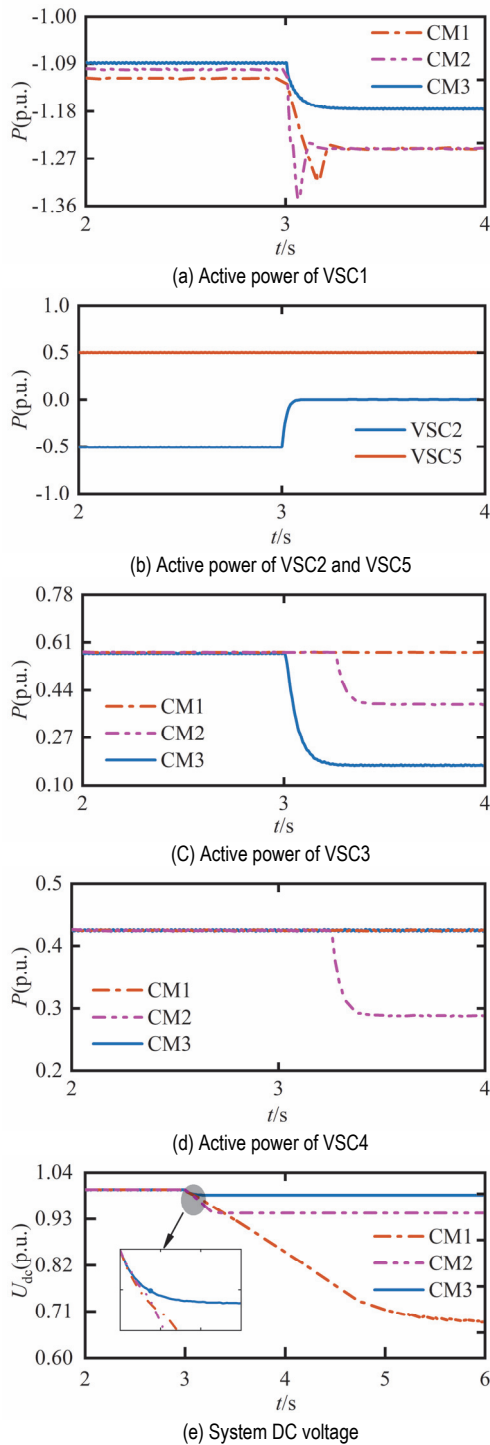 -1.00
-1.09
-1.18
-1.27
-1.36
P(p.u.)
CM1
CM2
CM3
2 3 4
t/s
(a) Active power of VSC1
1.0
0.5
0.0
-0.5
-1.0
P(p.u.)
VSC2
VSC5
2 3 4
t/s
(b) Active power of VSC2 and VSC5
0.78
0.61
0.44
0.27
0.10
P(p.u.)
CM1
CM2
CM3
2 3 4
t/s
(C) Active power of VSC3
0.5
0.4
0.3
0.2
P(p.u.)
CM1
CM2
CM3
2 3 4
t/s
(d) Active power of VSC4
1.04
0.93
0.82
0.71
0.60
Udc(p.u.)
CM1
CM2
CM3
2 3 4 5 6
t/s
(e) System DC voltage